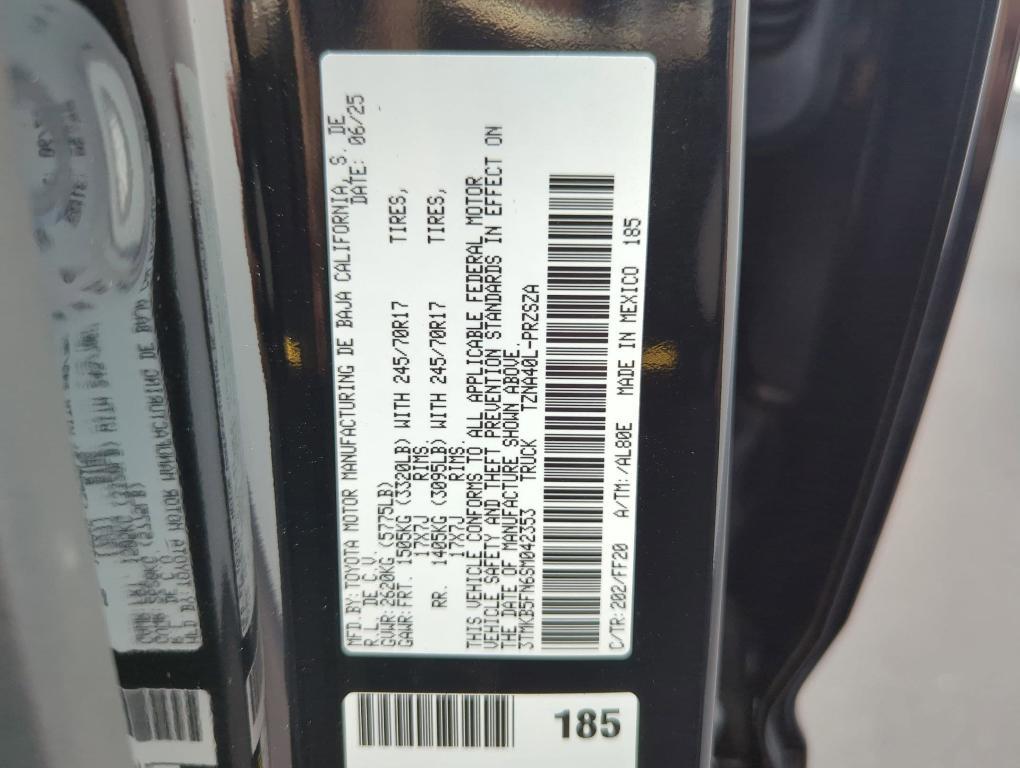 MFD.BY:TOYOTA MOTOR MANUFACTURING DE BAJA CALIFORNIA, S. DE
R.L. DE C.V. DATE: 06/25
GVWR:2620KG (5775LB)
GAWR:FRT. 1505KG (3320LB) WITH 245/70R17 TIRES,
17X7J RIMS.
RR. 1405KG (3095LB) WITH 245/70R17 TIRES,
17X7J RIMS.
THIS VEHICLE CONFORMS TO ALL APPLICABLE FEDERAL MOTOR
VEHICLE SAFETY AND THEFT PREVENTION STANDARDS IN EFFECT ON
THE DATE OF MANUFACTURE SHOWN ABOVE.
3TMKB5FN6SM042353 TRUCK TZNA40L-PRZSZA
C/TR:202/FF20 A/TM:/AL80E MADE IN MEXICO 185
185